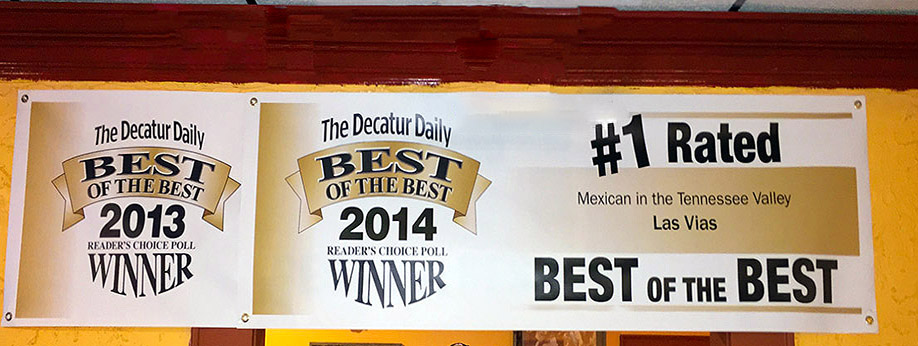 The Decatur Daily
BEST
OF THE BEST
2013
READER'S CHOICE POLL
WINNER
The Decatur Daily
BEST
OF THE BEST
2014
READER'S CHOICE POLL
WINNER
#1 Rated
Mexican in the Tennessee Valley
Las Vias
BEST OF THE BEST